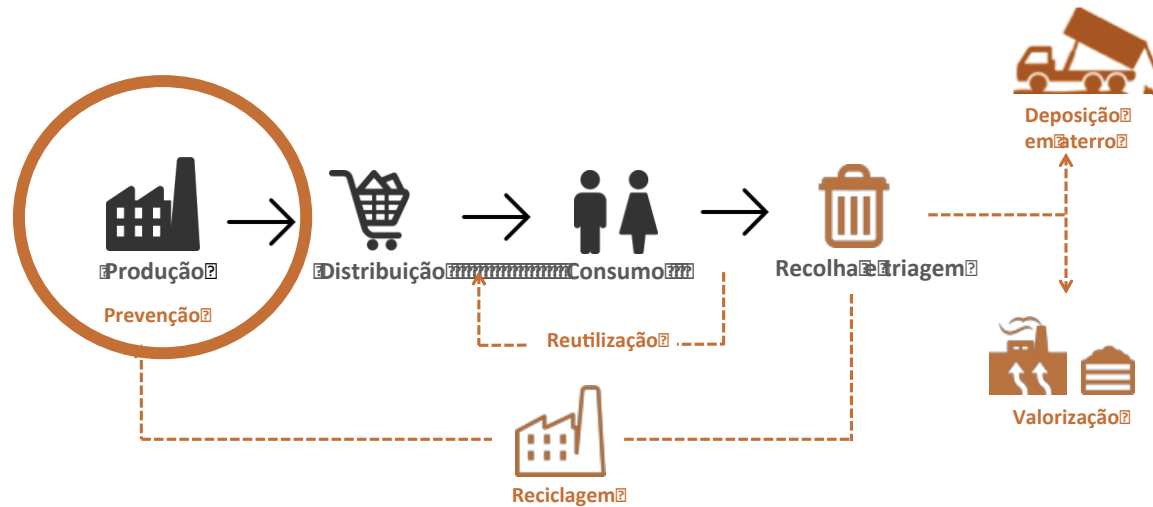 Deposição
em aterro
Produção
Distribuição
Consumo
Recolha e triagem
Prevenção
Reutilização
Valorização
Reciclagem